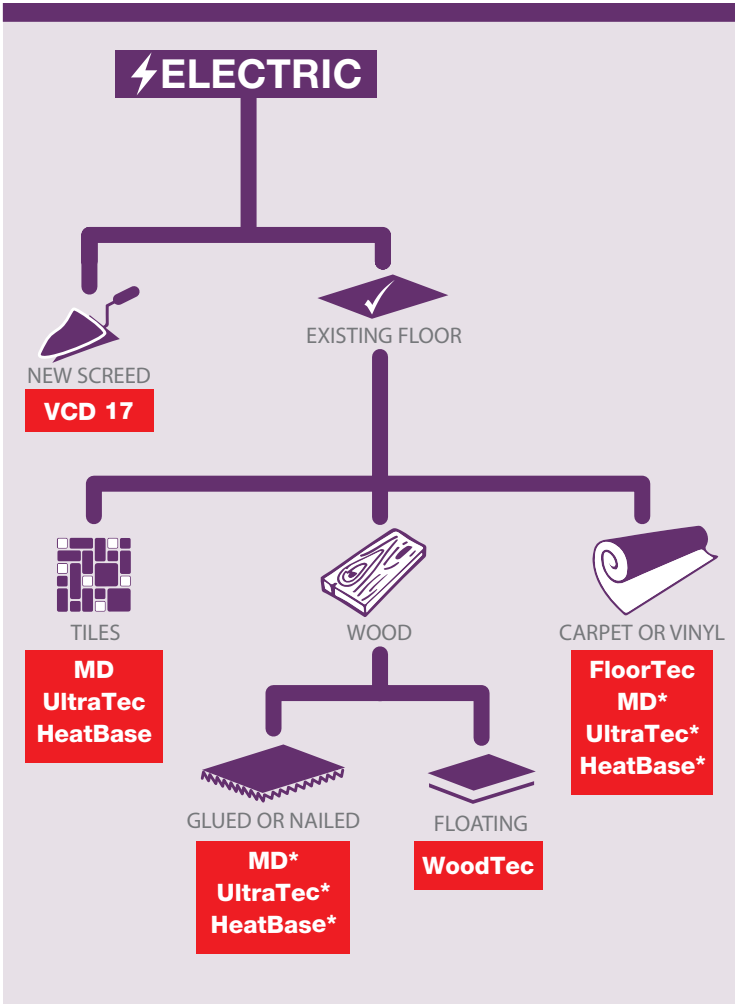 ELECTRIC
EXISTING FLOOR
NEW SCREED
VCD 17
TILES
MD
UltraTec
HeatBase
WOOD
CARPET OR VINYL
FloorTec
MD*
UltraTec*
HeatBase*
GLUED OR NAILED
MD*
UltraTec*
HeatBase*
FLOATING
WoodTec